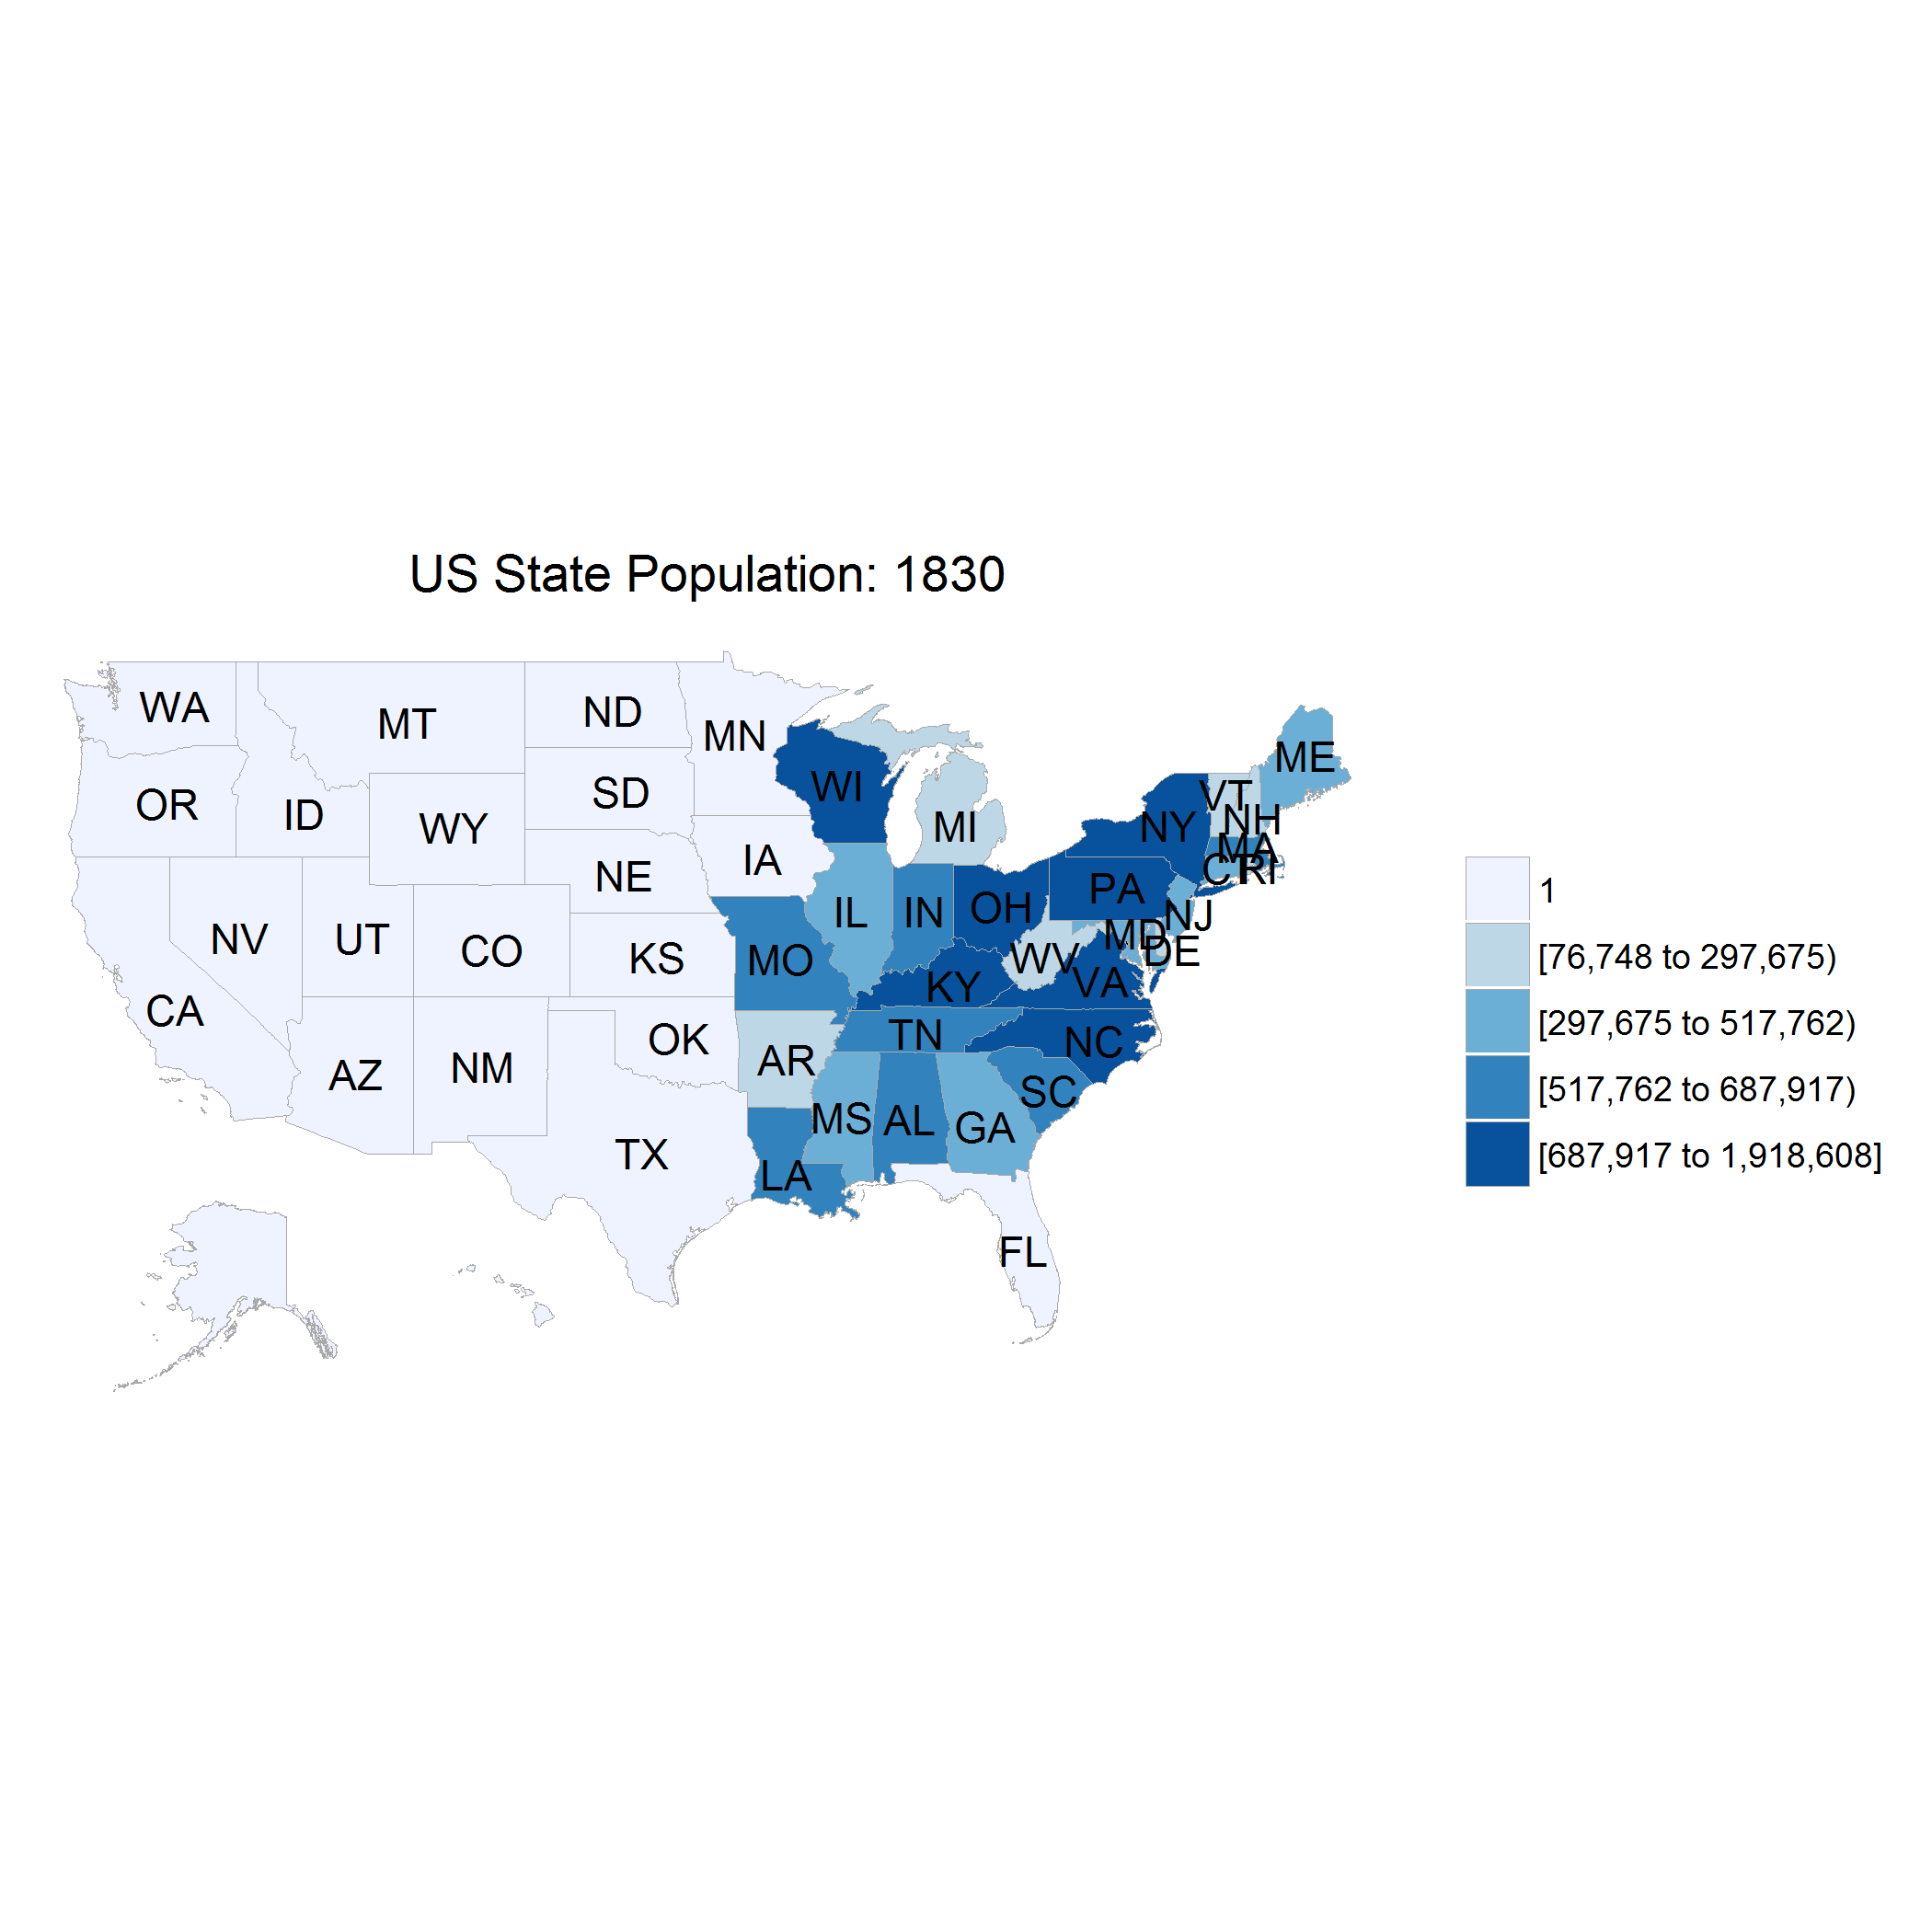 US State Population: 1830
WA
MT
ND
MN
OR
ID
WY
SD
WI
MI
ME
VT
NH
NY
MA
CT
RI
NE
IA
PA
NV
UT
CO
KS
MO
IL
IN
OH
NJ
MD
DE
WV
VA
KY
CA
AZ
NM
OK
AR
TN
NC
SC
MS
AL
GA
TX
LA
FL
1
[76,748 to 297,675)
[297,675 to 517,762)
[517,762 to 687,917)
[687,917 to 1,918,608]